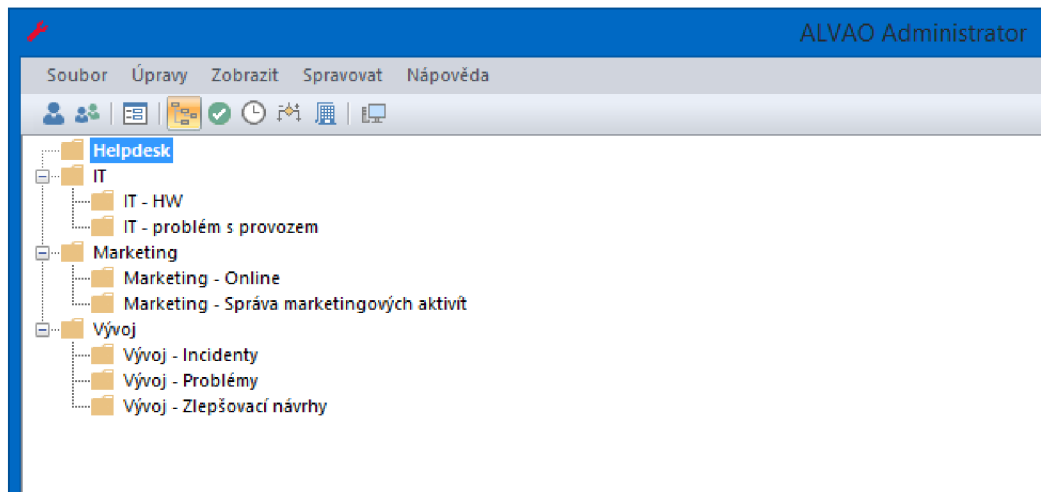 ALVAO Administrator
Soubor Úpravy Zobrazit Spravovat Nápověda
Helpdesk
IT
IT - HW
IT - problém s provozem
Marketing
Marketing - Online
Marketing - Správa marketingových aktivít
Vývoj
Vývoj - Incidenty
Vývoj - Problémy
Vývoj - Zlepšovací návrhy